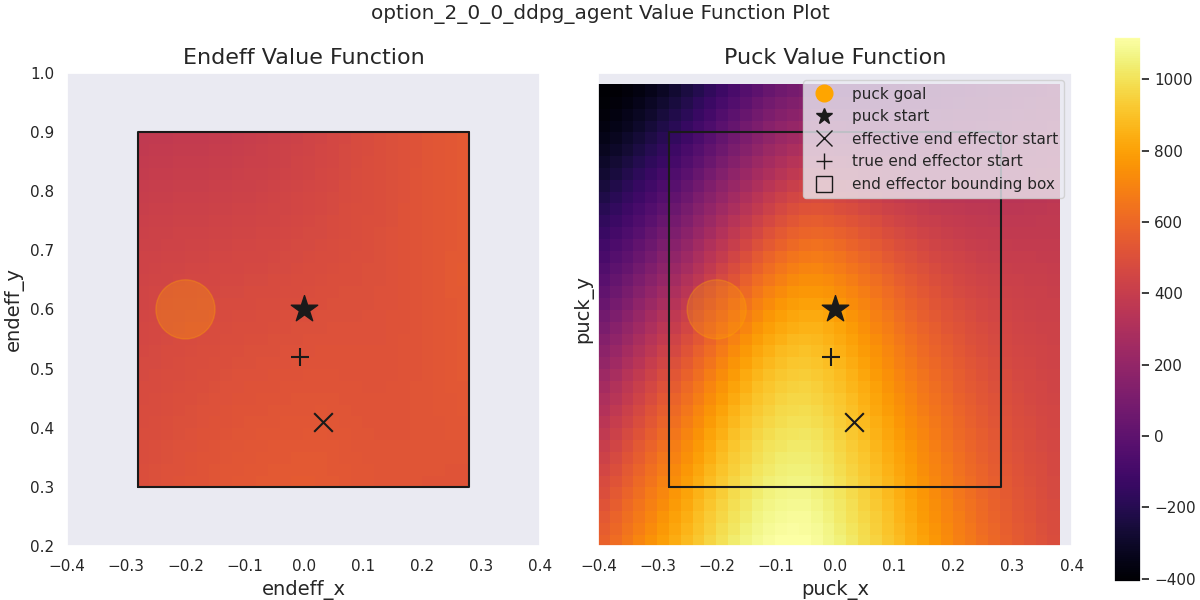 option_2_0_0_ddpg_agent Value Function Plot
Endeff Value Function
Puck Value Function
1.0
0.9
0.8
0.7
0.6
0.5
0.4
0.3
0.2
endeff_y
−0.4 −0.3 −0.2 −0.1 0.0 0.1 0.2 0.3 0.4
endeff_x
puck_y
puck goal
puck start
effective end effector start
true end effector start
end effector bounding box
−0.4 −0.3 −0.2 −0.1 0.0 0.1 0.2 0.3 0.4
puck_x
1000
800
600
400
200
0
−200
−400